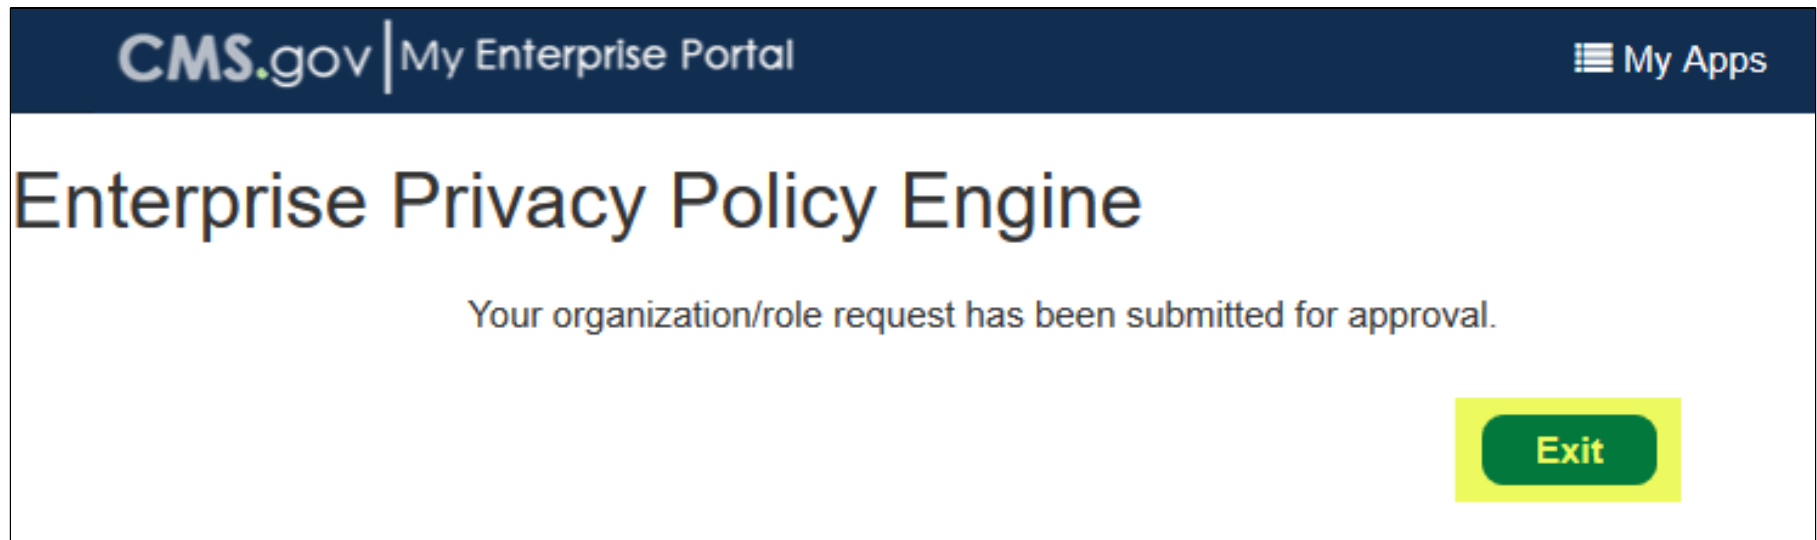 CMS.gov My Enterprise Portal My Apps
Enterprise Privacy Policy Engine
Your organization/role request has been submitted for approval.
Exit